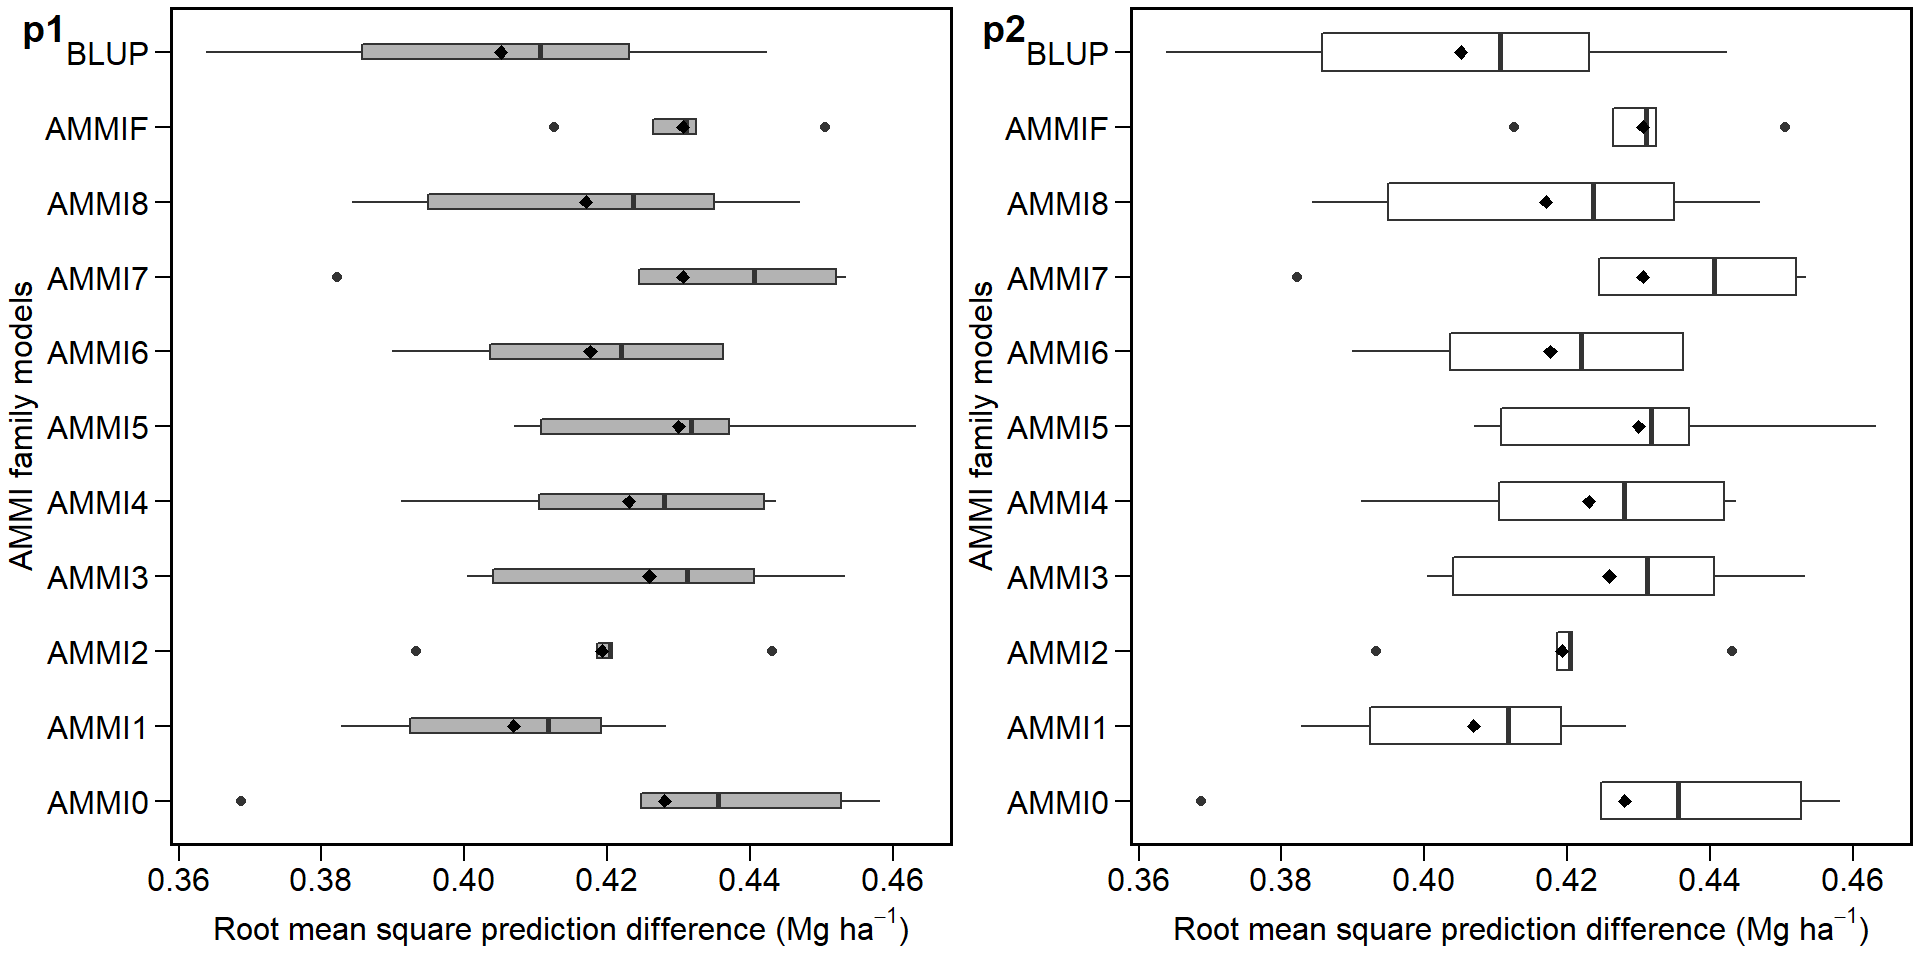 p1
BLUP
AMMIF
AMMI8
AMMI7
AMMI6
AMMI5
AMMI4
AMMI3
AMMI2
AMMI1
AMMI0
AMMI family models
0.36 0.38 0.40 0.42 0.44 0.46
Root mean square prediction difference (Mg ha⁻¹)
p2
BLUP
AMMIF
AMMI8
AMMI7
AMMI6
AMMI5
AMMI4
AMMI3
AMMI2
AMMI1
AMMI0
AMMI family models
0.36 0.38 0.40 0.42 0.44 0.46
Root mean square prediction difference (Mg ha⁻¹)